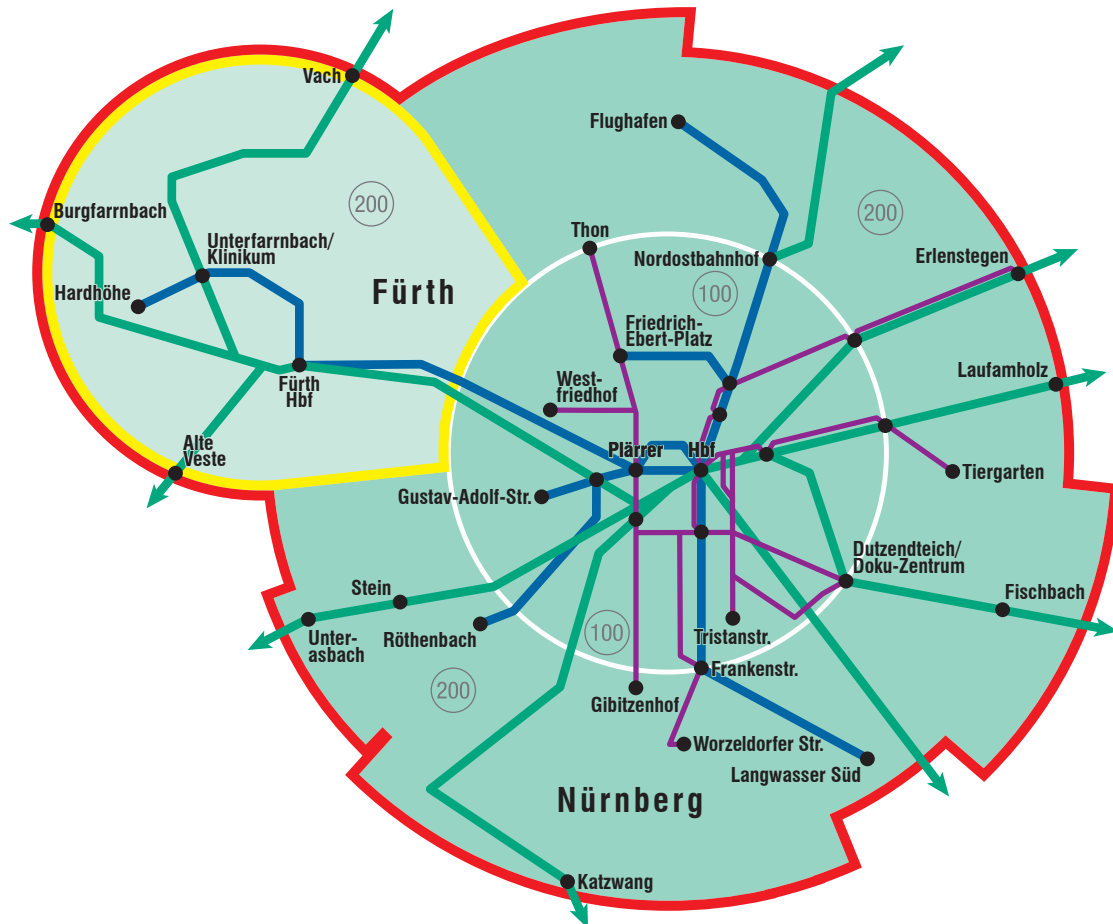 Vach
Flughafen
200
200
Burgfarrnbach
Unterfarrnbach/
Klinikum
Thon
Nordostbahnhof
Erlenstegen
Hardhöhe
Fürth
100
Friedrich-
Ebert-Platz
Fürth
Hbf
West-
friedhof
Laufamholz
Alte
Veste
Plärrer
Hbf
Gustav-Adolf-Str.
Tiergarten
Dutzendteich/
Doku-Zentrum
Stein
Fischbach
Unter-
asbach
Röthenbach
100
Tristanstr.
200
Frankenstr.
Gibitzenhof
Worzeldorfer Str.
Langwasser Süd
Nürnberg
Katzwang